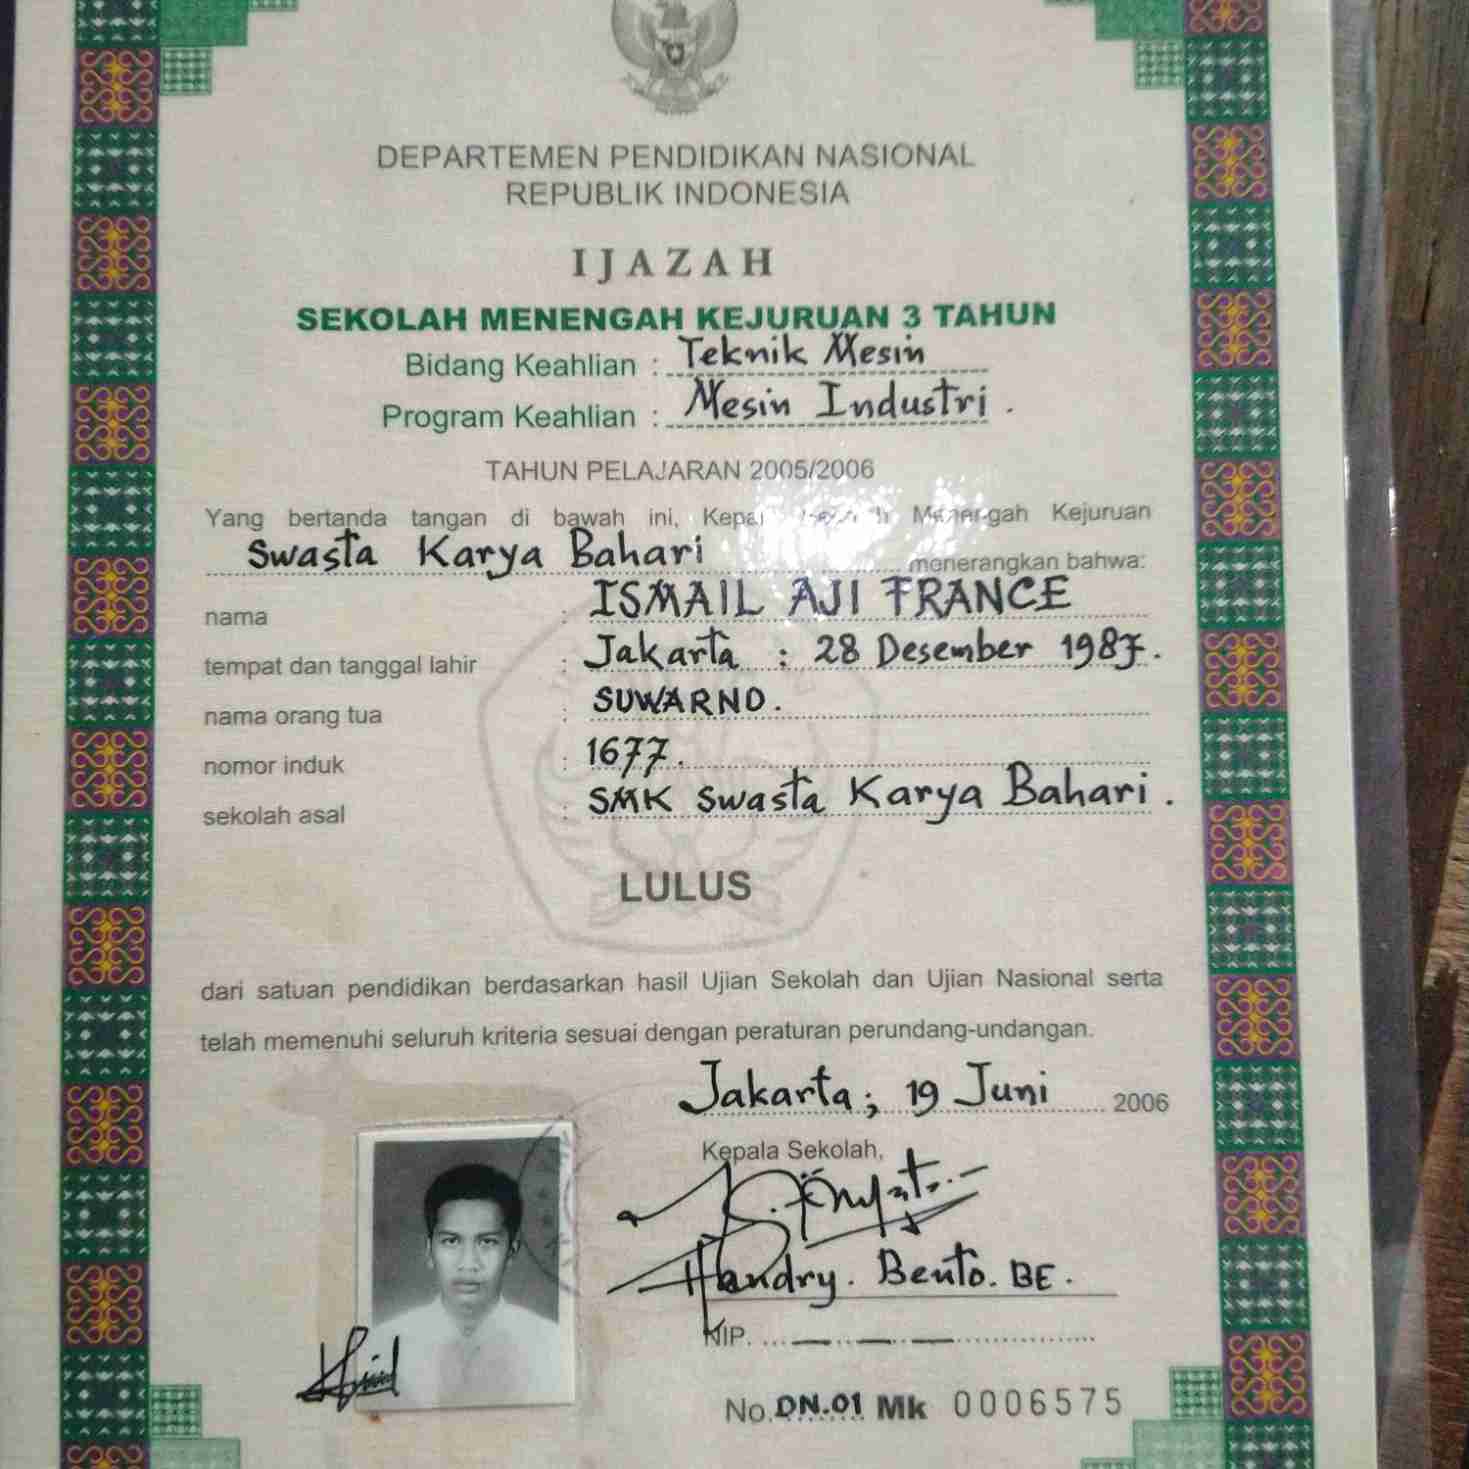 DEPARTEMEN PENDIDIKAN NASIONAL
REPUBLIK INDONESIA
IJAZAH
SEKOLAH MENENGAH KEJURUAN 3 TAHUN
Bidang Keahlian : Teknik Mesin
Program Keahlian : Mesin Industri.
TAHUN PELAJARAN 2005/2006
Yang bertanda tangan di bawah ini, Menengah Kejuruan
Swasta Karya Bahari menerangkan bahwa:
nama : ISMAIL AJI FRANCE
tempat dan tanggal lahir : Jakarta : 28 Desember 1987.
nama orang tua : SUWARNO.
nomor induk : 1677.
sekolah asal : SMK Swasta Karya Bahari.
LULUS
dari satuan pendidikan berdasarkan hasil Ujian Sekolah dan Ujian Nasional serta
telah memenuhi seluruh kriteria sesuai dengan peraturan perundang-undangan.
Jakarta; 19 Juni 2006
Kepala Sekolah,
Handry. Bento. BE.
NIP.
No. DN.01 Mk 0006575